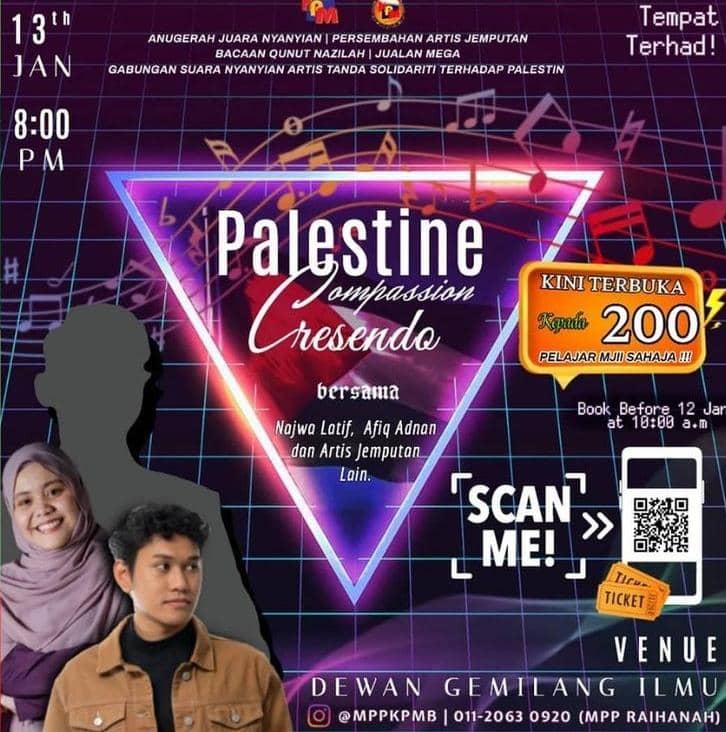 13th
JAN
8:00
PM
ANUGERAH JUARA NYANYIAN | PERSEMBAHAN ARTIS JEMPUTAN
BACAAN QUNUT NAZILAH | JUALAN MEGA
GABUNGAN SUARA NYANYIAN ARTIS TANDA SOLIDARITI TERHADAP PALESTIN
Tempat
Terhad!
Palestine
Compassion
Cresendo
bersama
Najwa Latif, Afiq Adnan
dan Artis Jemputan
Lain.
KINI TERBUKA
Kepada 200
PELAJAR MJII SAHAJA !!!
Book Before 12 Jan
at 10:00 a.m
SCAN
ME!
TICKET
TICKET
VENUE
DEWAN GEMILANG ILMU
@MPPKPMB | 011-2063 0920 (MPP RAIHANAH)